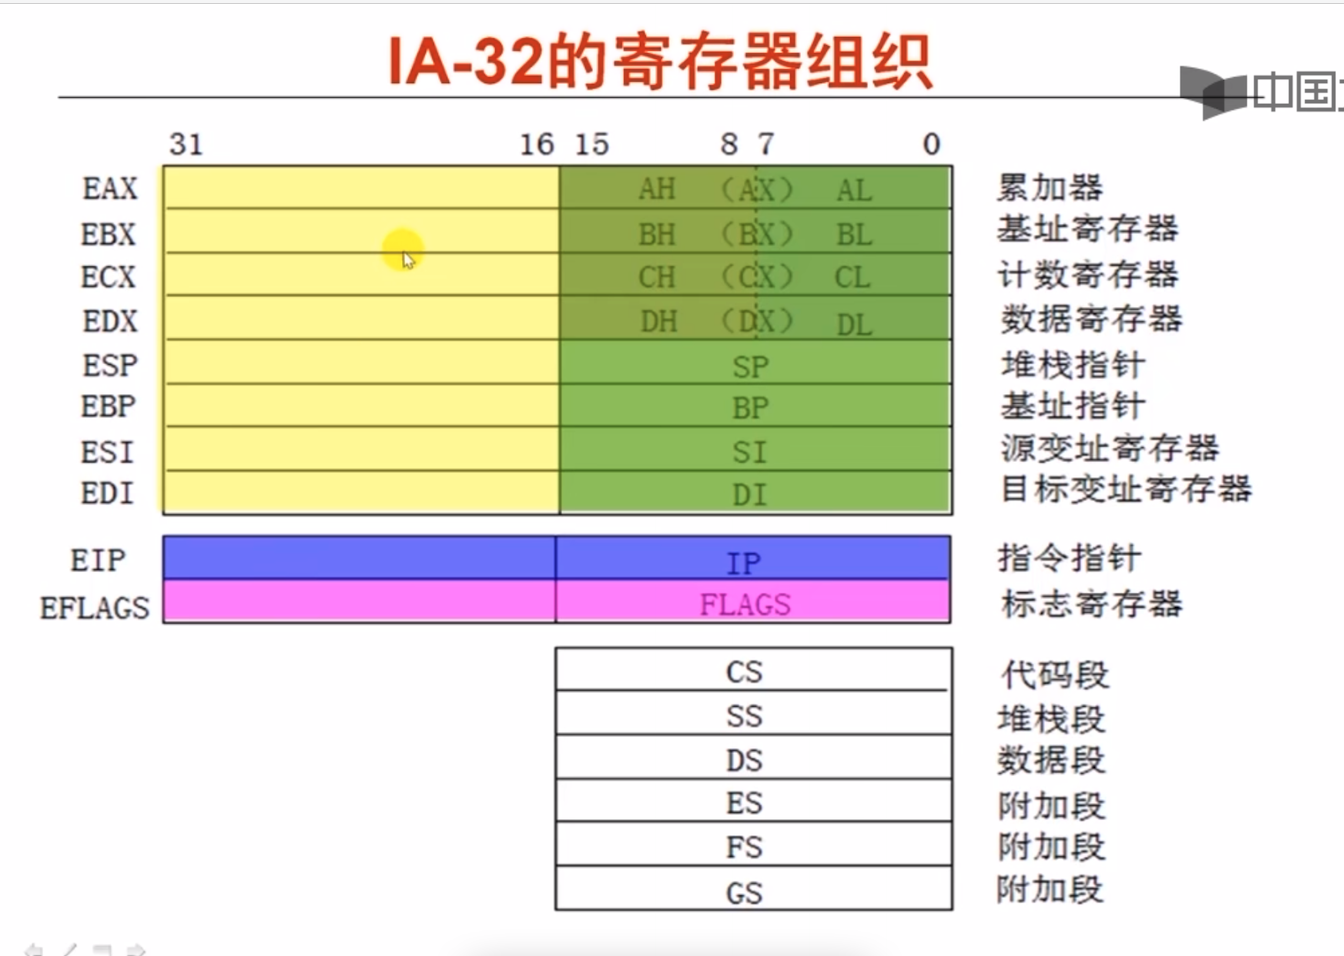 IA-32的寄存器组织
中国
31 16 15 8 7 0
EAX AH (AX) AL 累加器
EBX BH (BX) BL 基址寄存器
ECX CH (CX) CL 计数寄存器
EDX DH (DX) DL 数据寄存器
ESP SP 堆栈指针
EBP BP 基址指针
ESI SI 源变址寄存器
EDI DI 目标变址寄存器
EIP IP 指令指针
EFLAGS FLAGS 标志寄存器
CS 代码段
SS 堆栈段
DS 数据段
ES 附加段
FS 附加段
GS 附加段